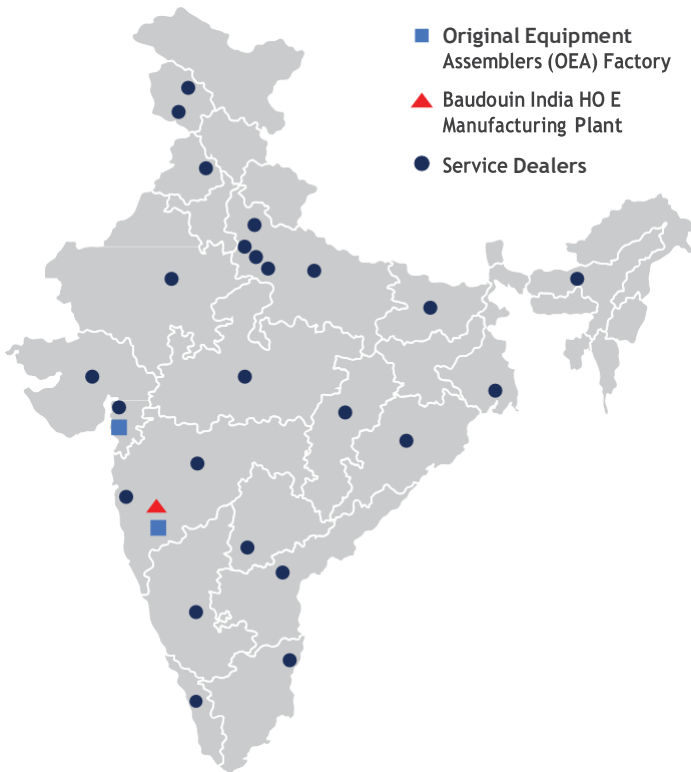 Original Equipment
Assemblers (OEA) Factory
Baudouin India HO E
Manufacturing Plant
Service Dealers